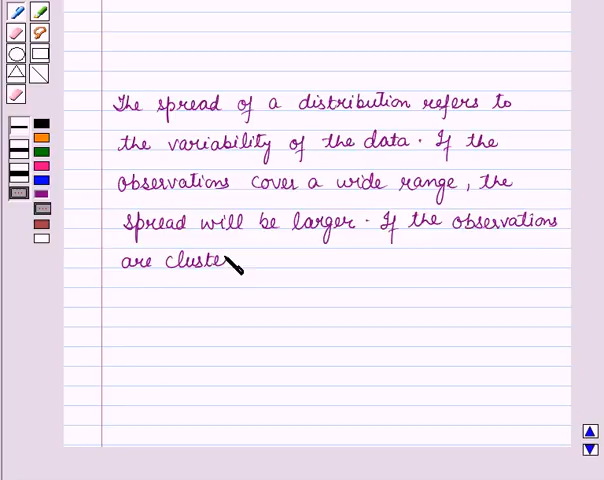 The spread of a distribution refers to
the variability of the data. If the
observations cover a wide range, the
spread will be larger. If the observations
are cluste